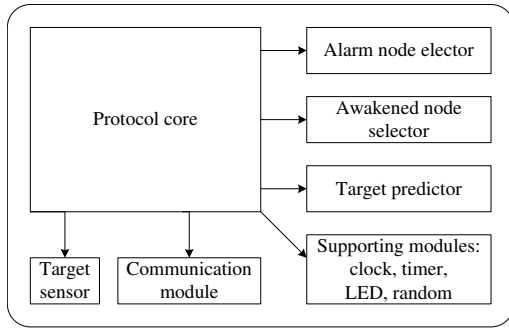 Alarm node elector
Protocol core
Awakened node
selector
Target predictor
Target
sensor
Communication
module
Supporting modules:
clock, timer,
LED, random